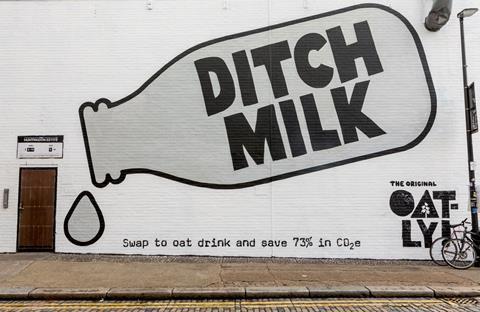 DITCH
MILK
THE ORIGINAL
OAT-
LY!
Swap to oat drink and save 73% in CO₂e